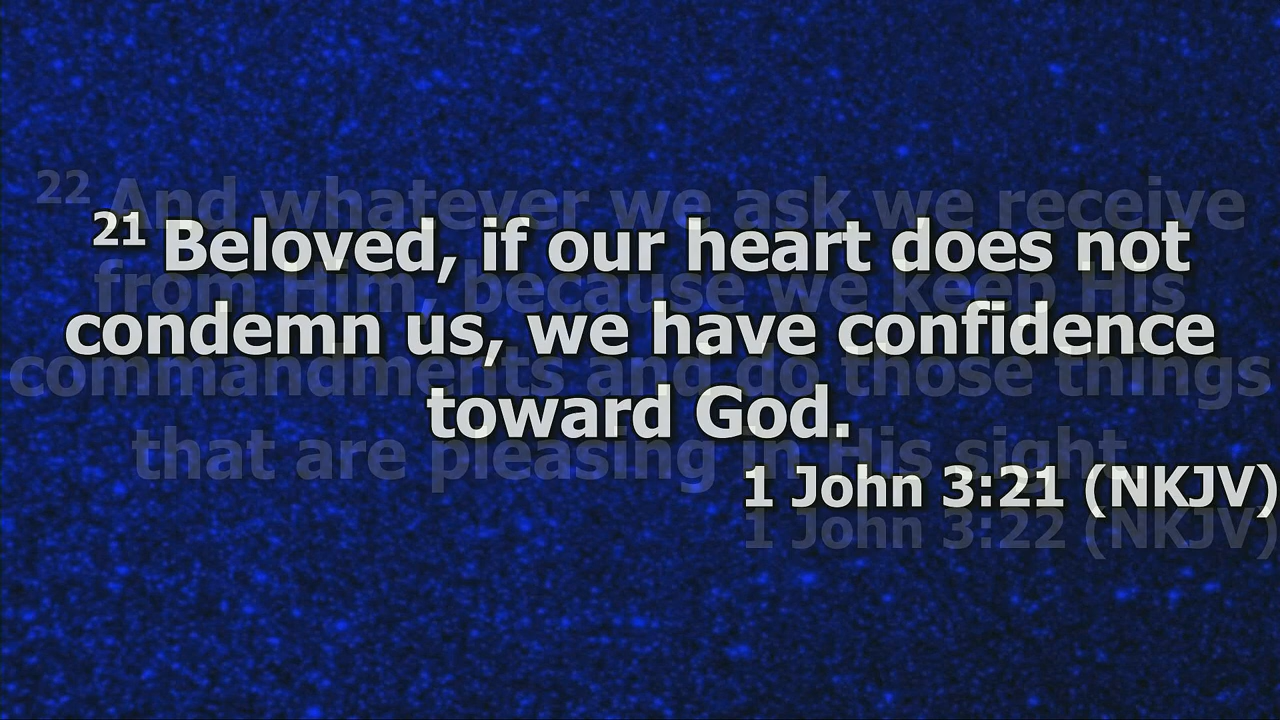 21 Beloved, if our heart does not
condemn us, we have confidence
toward God.
1 John 3:21 (NKJV)
22 And whatever we ask we receive
from Him, because we keep His
commandments and do those things
that are pleasing in His sight.
1 John 3:22 (NKJV)